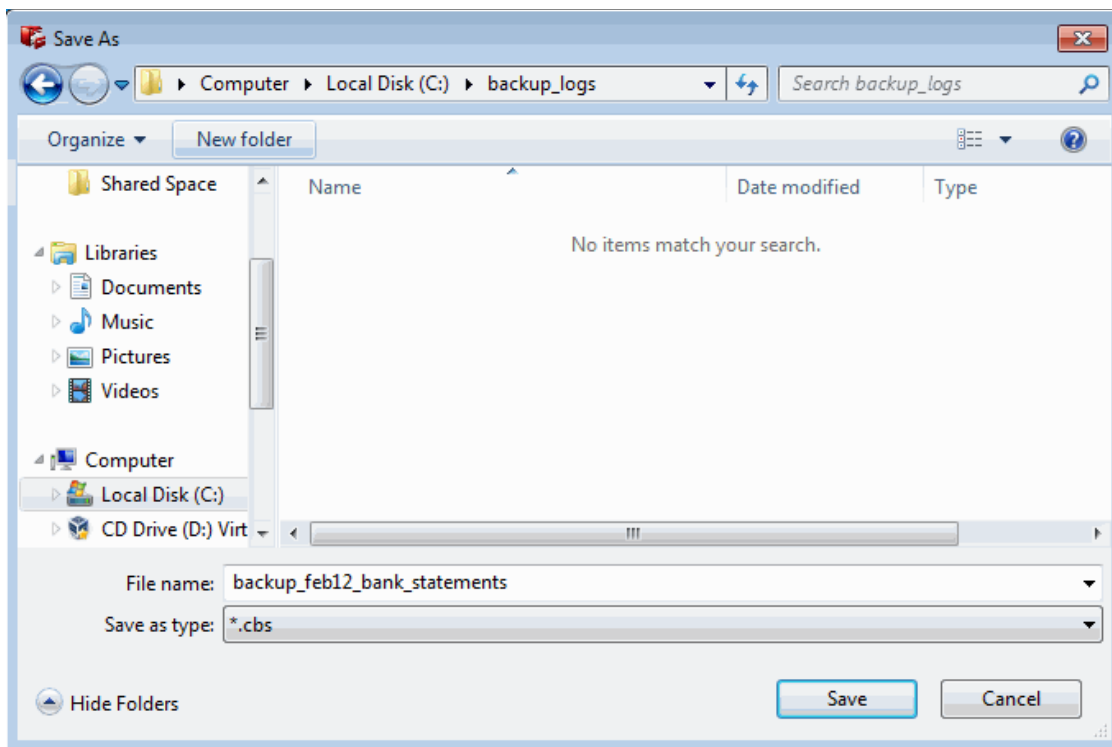 Save As
Computer Local Disk (C:) backup_logs Search backup_logs
Organize New folder
Shared Space
Name Date modified Type
No items match your search.
Libraries
Documents
Music
Pictures
Videos
Computer
Local Disk (C:)
CD Drive (D:) Virt
File name: backup_feb12_bank_statements
Save as type: *.cbs
Hide Folders Save Cancel